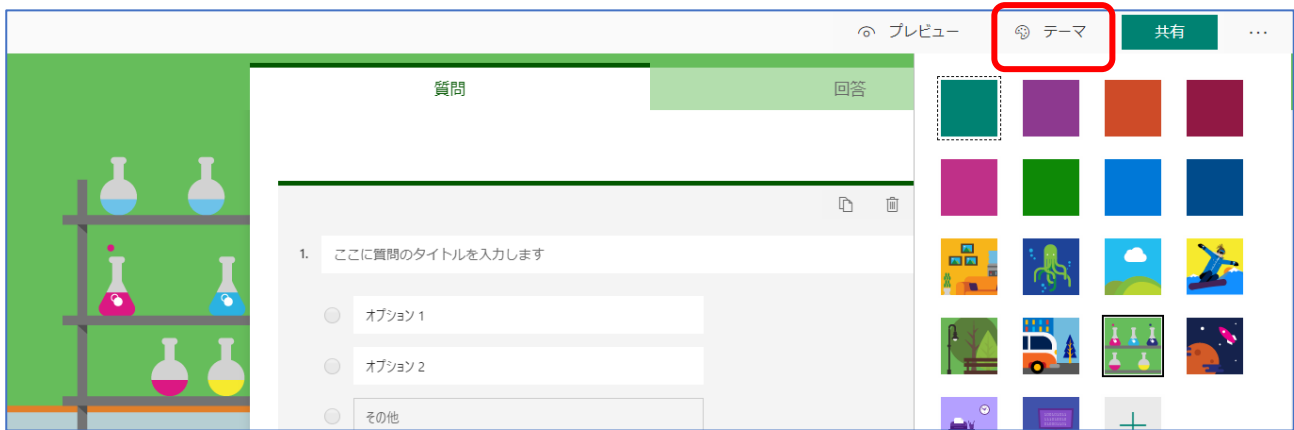 プレビュー テーマ 共有 ...
質問 回答
1. ここに質問のタイトルを入力します
オプション 1
オプション 2
その他